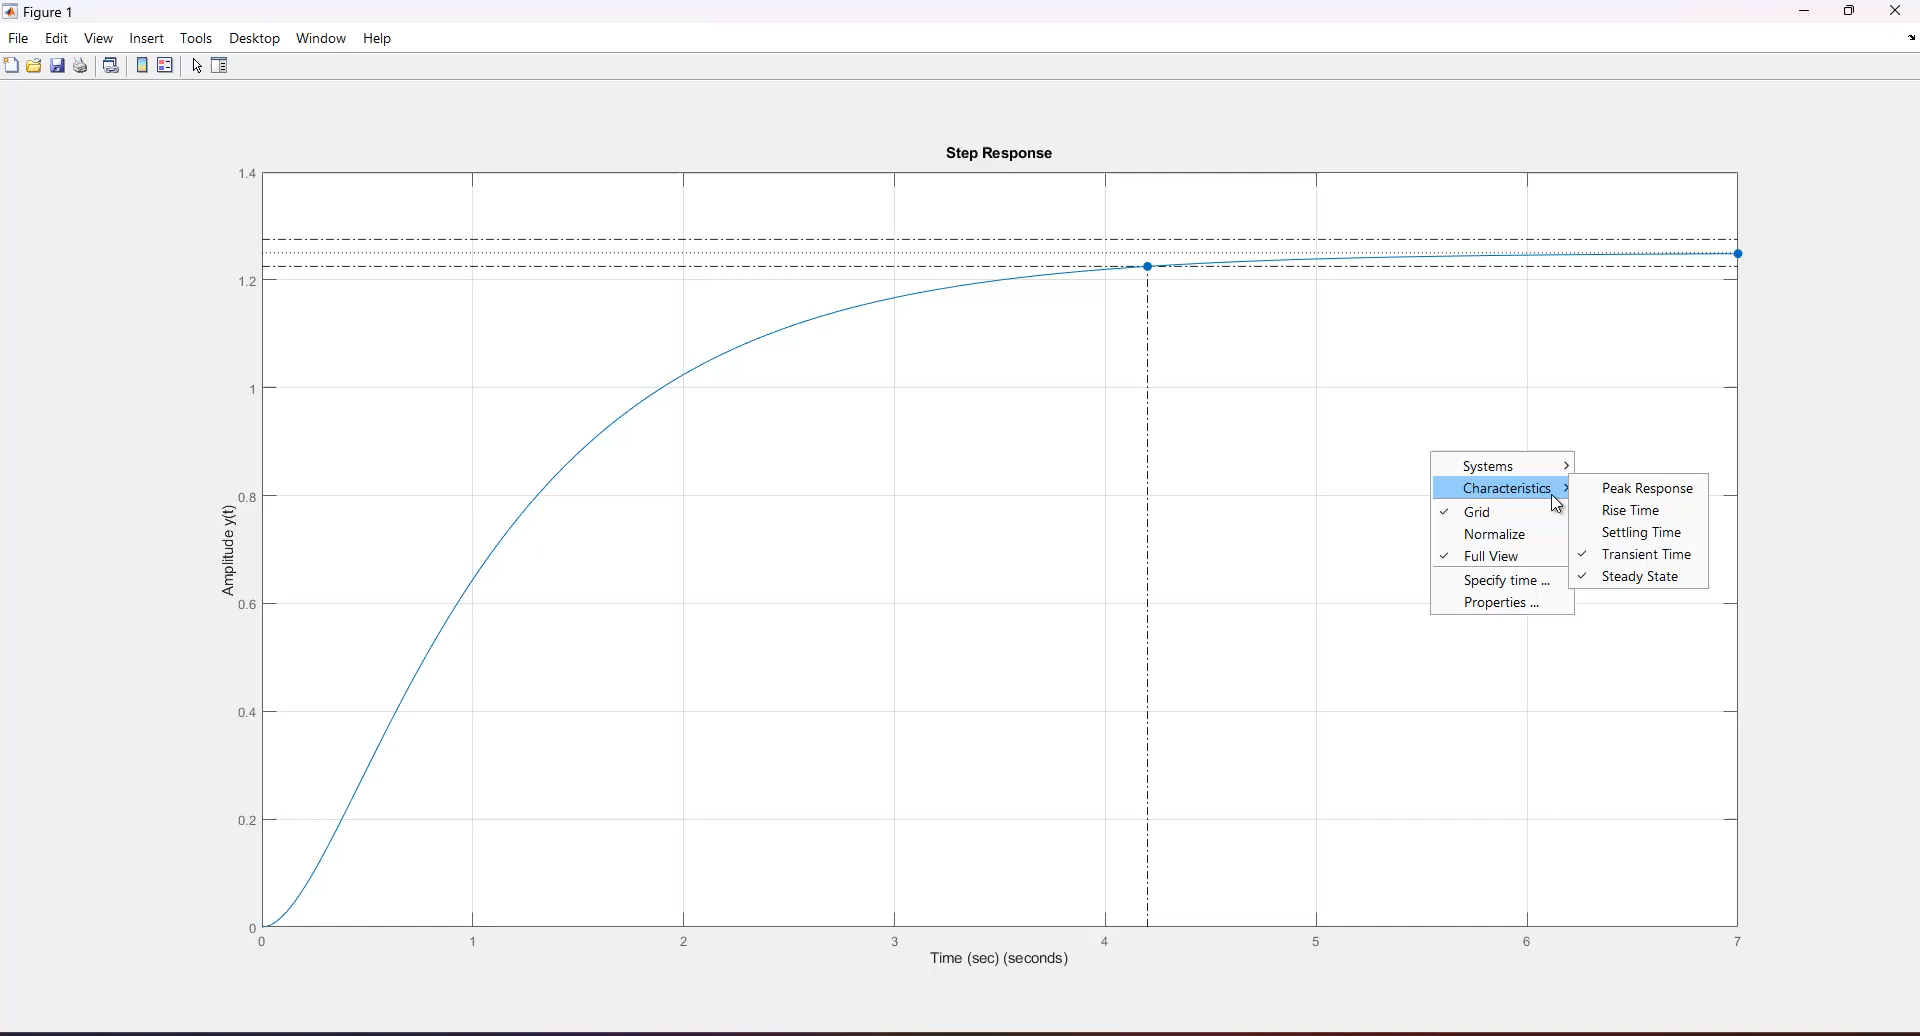 Figure 1
File Edit View Insert Tools Desktop Window Help
Step Response
1.4
1.2
1
0.8
0.6
0.4
0.2
0
Amplitude y(t)
0 1 2 3 4 5 6 7
Time (sec) (seconds)
Systems
Characteristics
Grid
Normalize
Full View
Specify time ...
Properties ...
Peak Response
Rise Time
Settling Time
Transient Time
Steady State